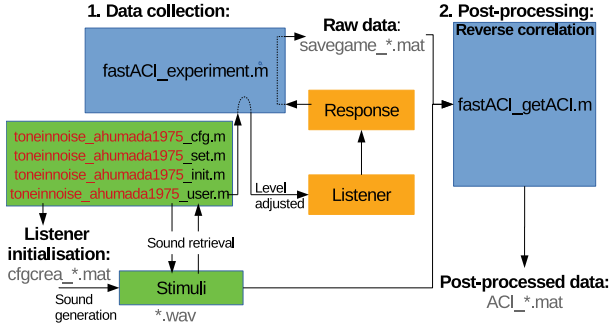 1. Data collection:
fastACI_experiment.m
Raw data:
savegame_*.mat
2. Post-processing:
Reverse correlation
fastACI_getACI.m
Response
Listener
Level
adjusted
toneinnoise_ahumada1975_cfg.m
toneinnoise_ahumada1975_set.m
toneinnoise_ahumada1975_init.m
toneinnoise_ahumada1975_user.m
Listener
initialisation:
cfgcrea_*.mat
Sound retrieval
Sound
generation
Stimuli
*.wav
Post-processed data:
ACI_*.mat